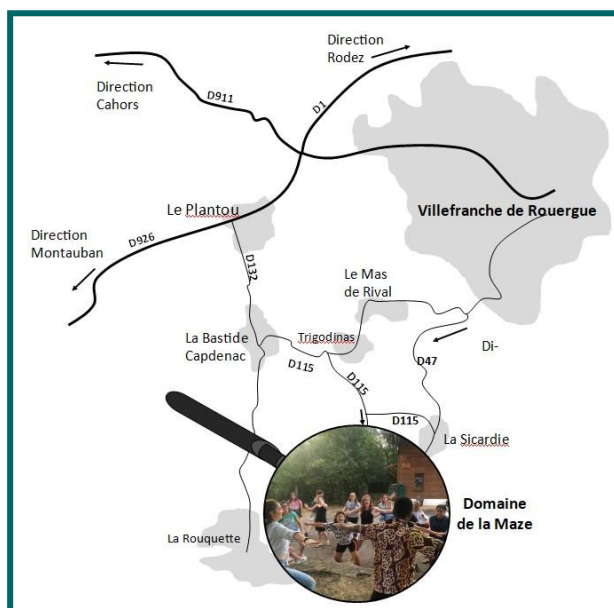 Direction
Rodez
Direction
Cahors
D911
D1
Le Plantou
Villefranche de Rouergue
Direction
Montauban
D926
D132
Le Mas
de Rival
La Bastide
Capdenac
Trigodinas
Di-
D115
D115
D47
D115
La Sicardie
Domaine
de la Maze
La Rouquette